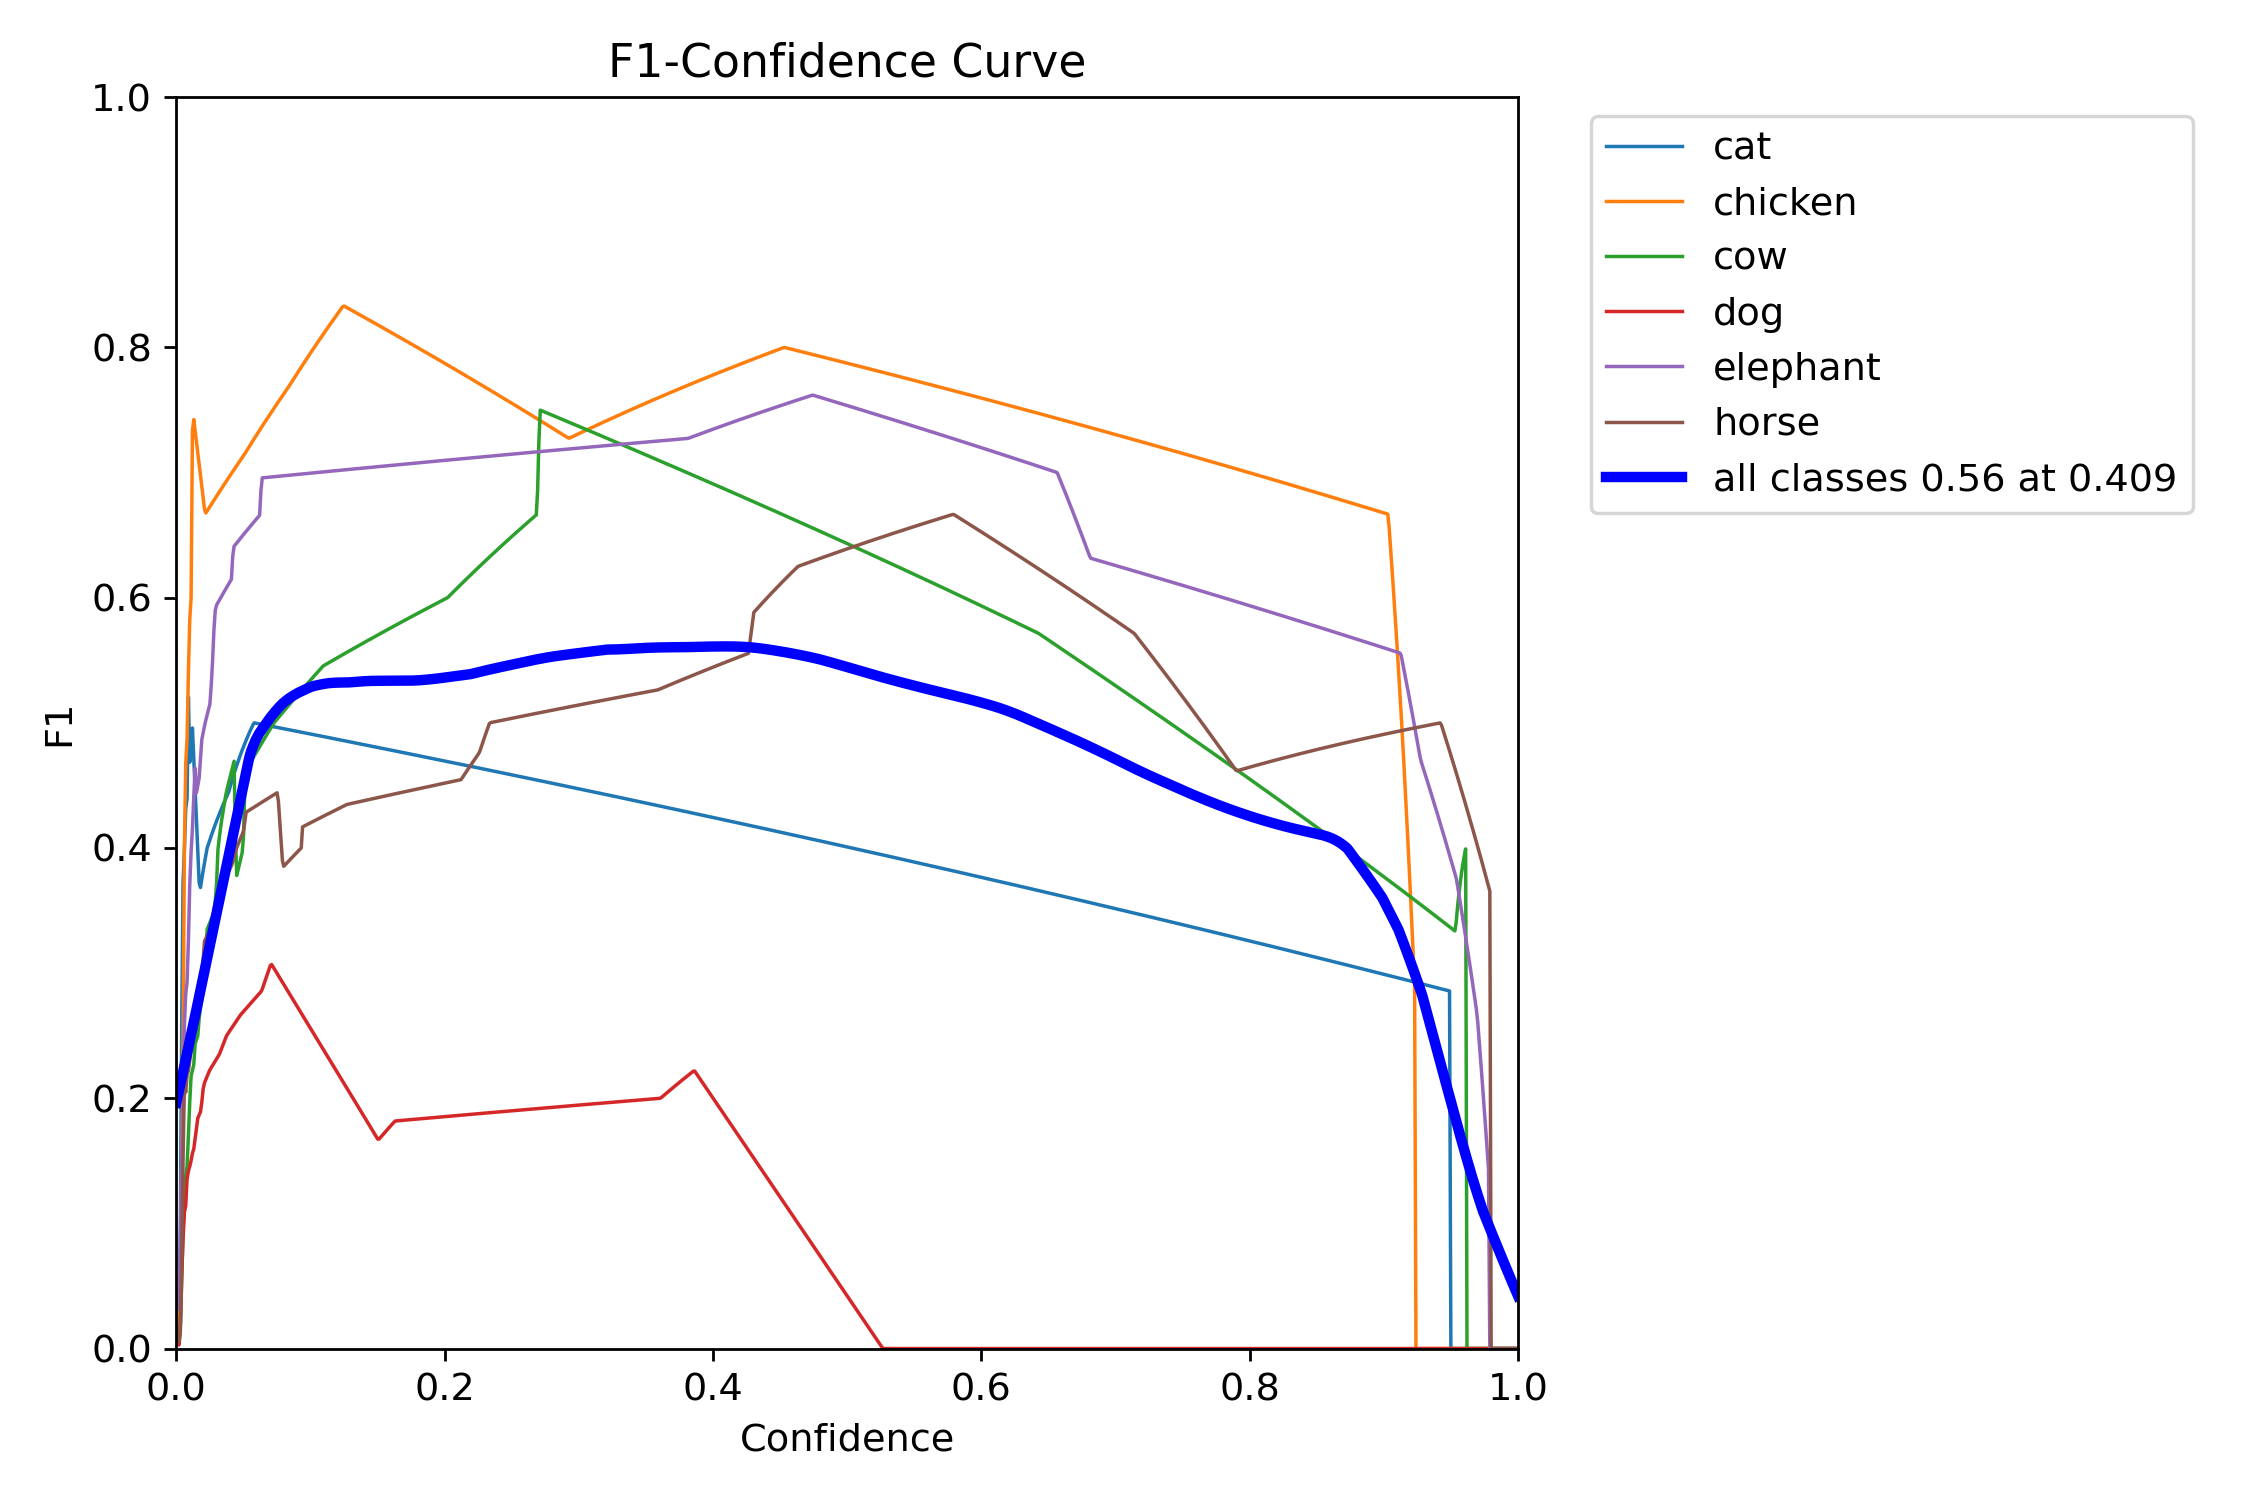 F1-Confidence Curve
1.0
0.8
0.6
0.4
0.2
0.0
F1
0.0 0.2 0.4 0.6 0.8 1.0
Confidence
cat
chicken
cow
dog
elephant
horse
all classes 0.56 at 0.409